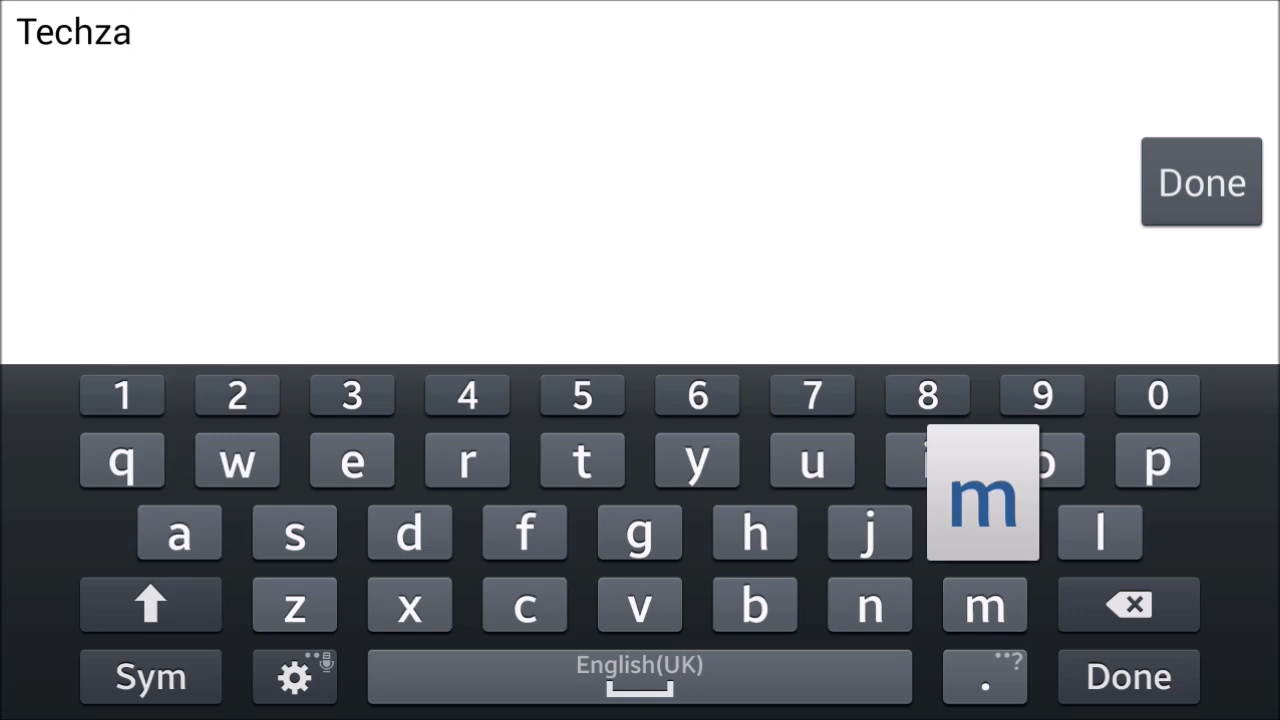 Techza
Done
1 2 3 4 5 6 7 8 9 0
q w e r t y u i o p
a s d f g h j m l
z x c v b n m
Sym English(UK) . ..? Done